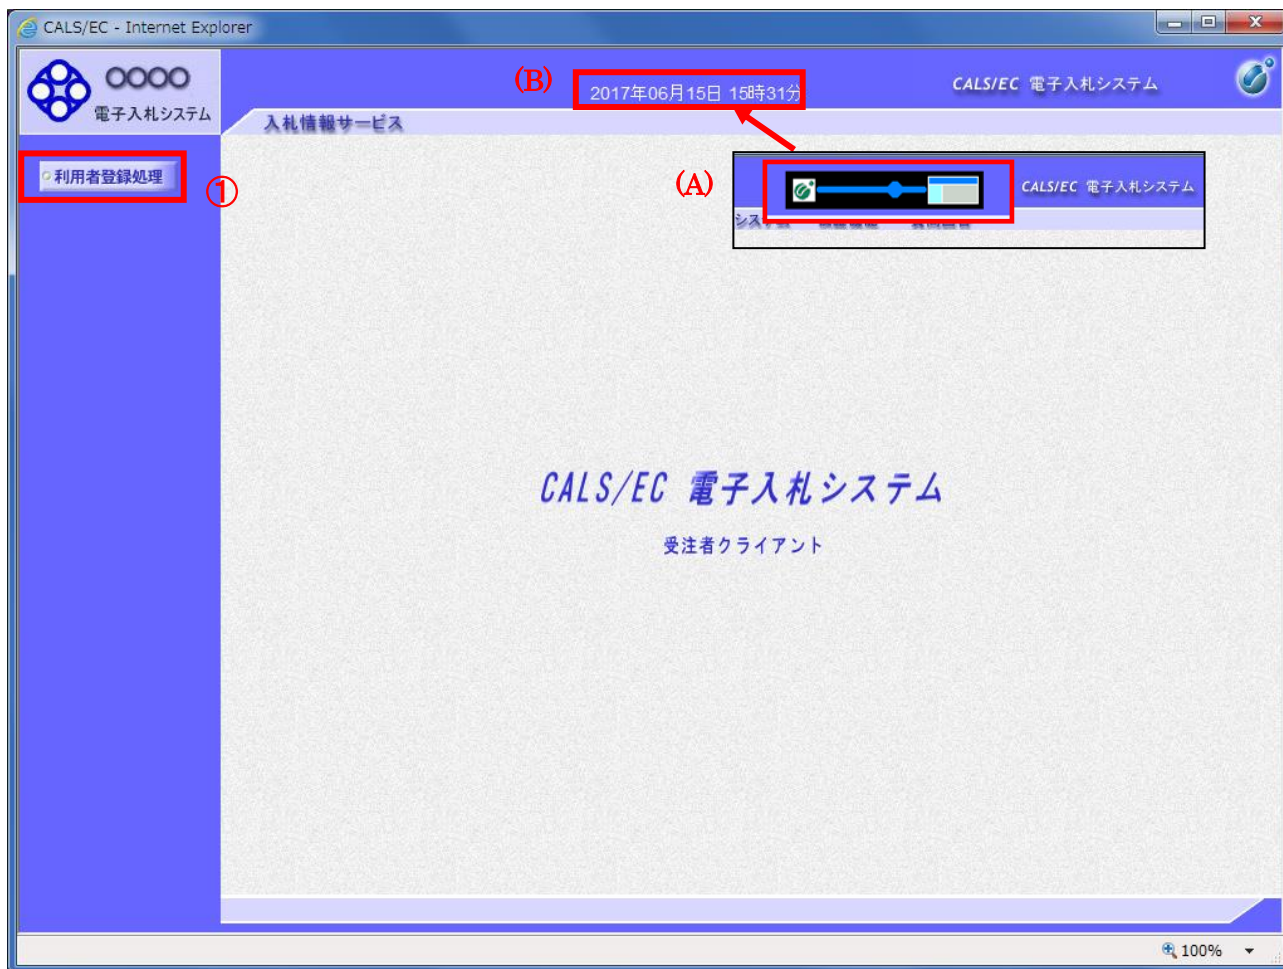 CALS/EC - Internet Explorer
○○○○
電子入札システム
(B)
2017年06月15日 15時31分
CALS/EC 電子入札システム
入札情報サービス
利用者登録処理
①
(A)
CALS/EC 電子入札システム
CALS/EC 電子入札システム
受注者クライアント
100%